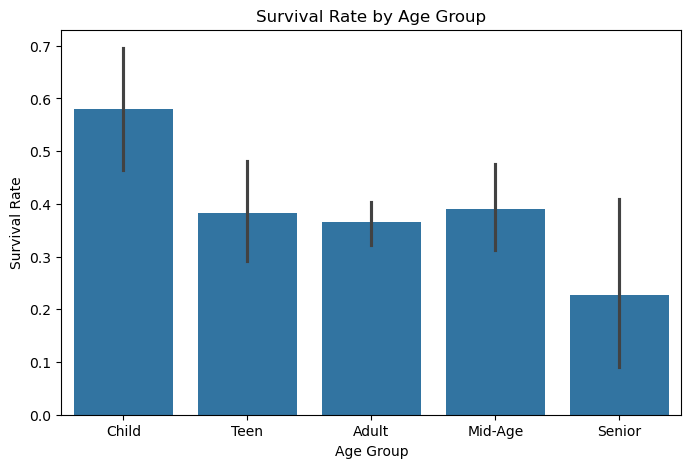 Survival Rate by Age Group
Survival Rate
0.7
0.6
0.5
0.4
0.3
0.2
0.1
0.0
Child Teen Adult Mid-Age Senior
Age Group